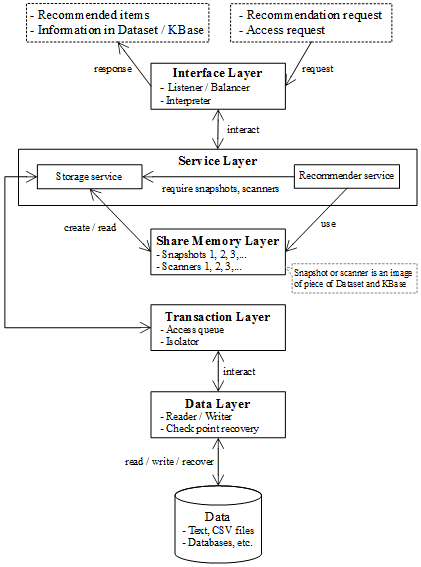 - Recommended items
- Information in Dataset / KBase
- Recommendation request
- Access request
response
request
Interface Layer
- Listener / Balancer
- Interpreter
interact
Service Layer
Storage service
Recommender service
require snapshots, scanners
create / read
use
Share Memory Layer
- Snapshots 1, 2, 3,...
- Scanners 1, 2, 3,...
Snapshot or scanner is an image
of piece of Dataset and KBase
Transaction Layer
- Access queue
- Isolator
interact
Data Layer
- Reader / Writer
- Check point recovery
read / write / recover
Data
- Text, CSV files
- Databases, etc.